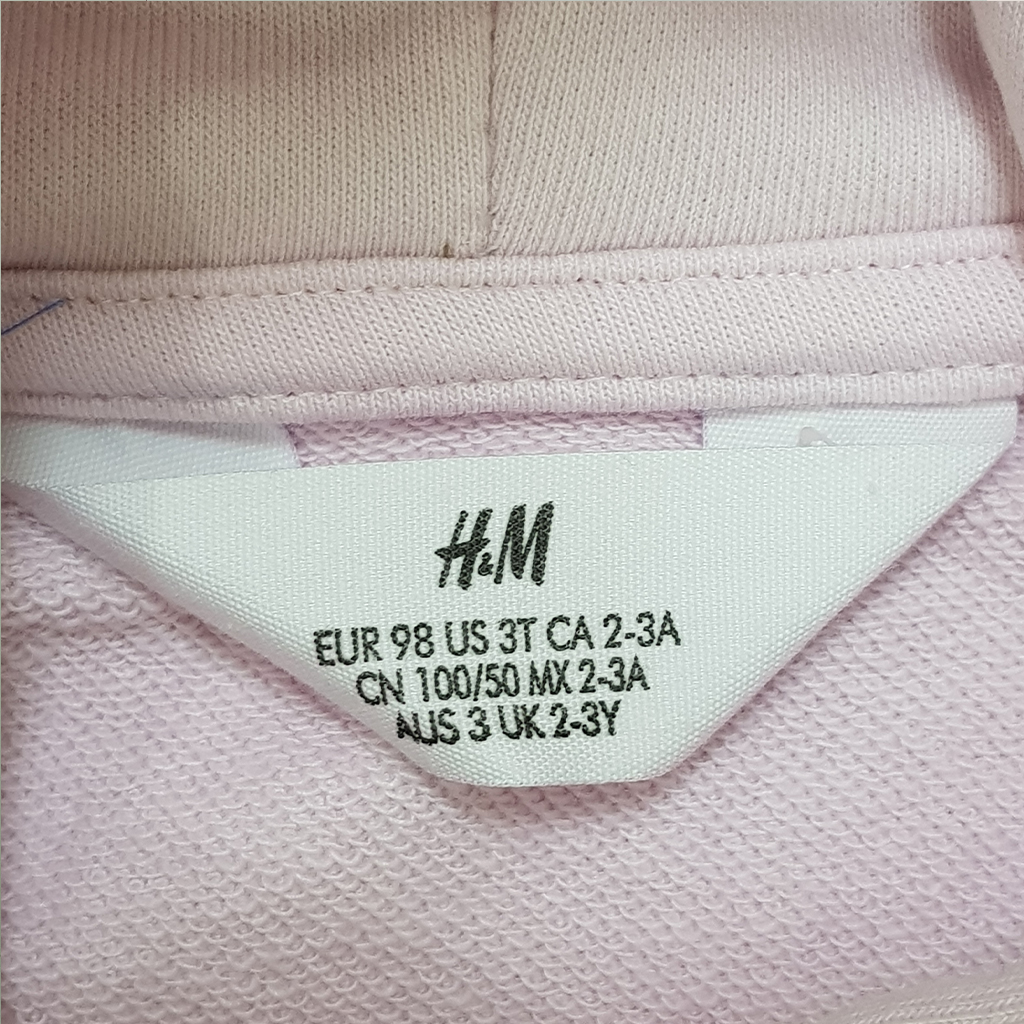 H&M
EUR 98 US 3T CA 2-3A
CN 100/50 MX 2-3A
AUS 3 UK 2-3Y